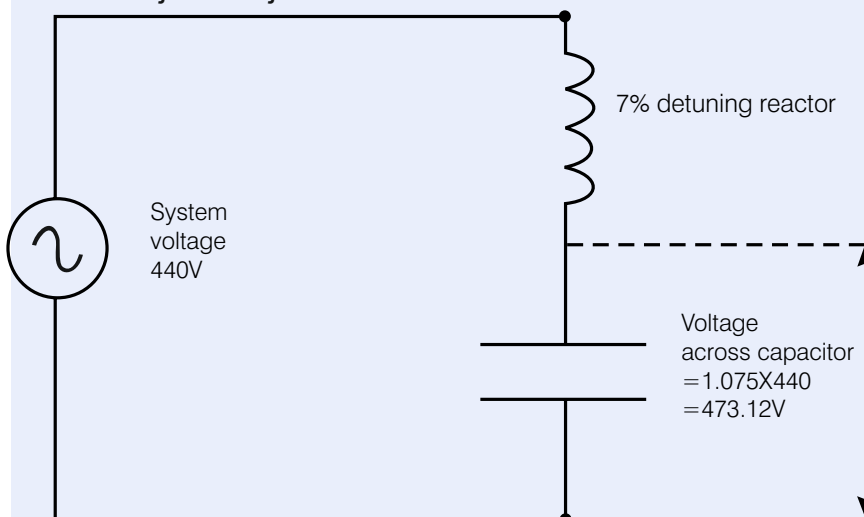 7% detuning reactor
System
voltage
440V
Voltage
across capacitor
=1.075X440
=473.12V